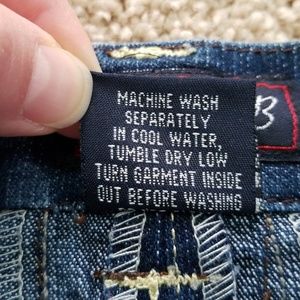 MACHINE WASH
SEPARATELY
IN COOL WATER,
TUMBLE DRY LOW
TURN GARMENT INSIDE
OUT BEFORE WASHING
B